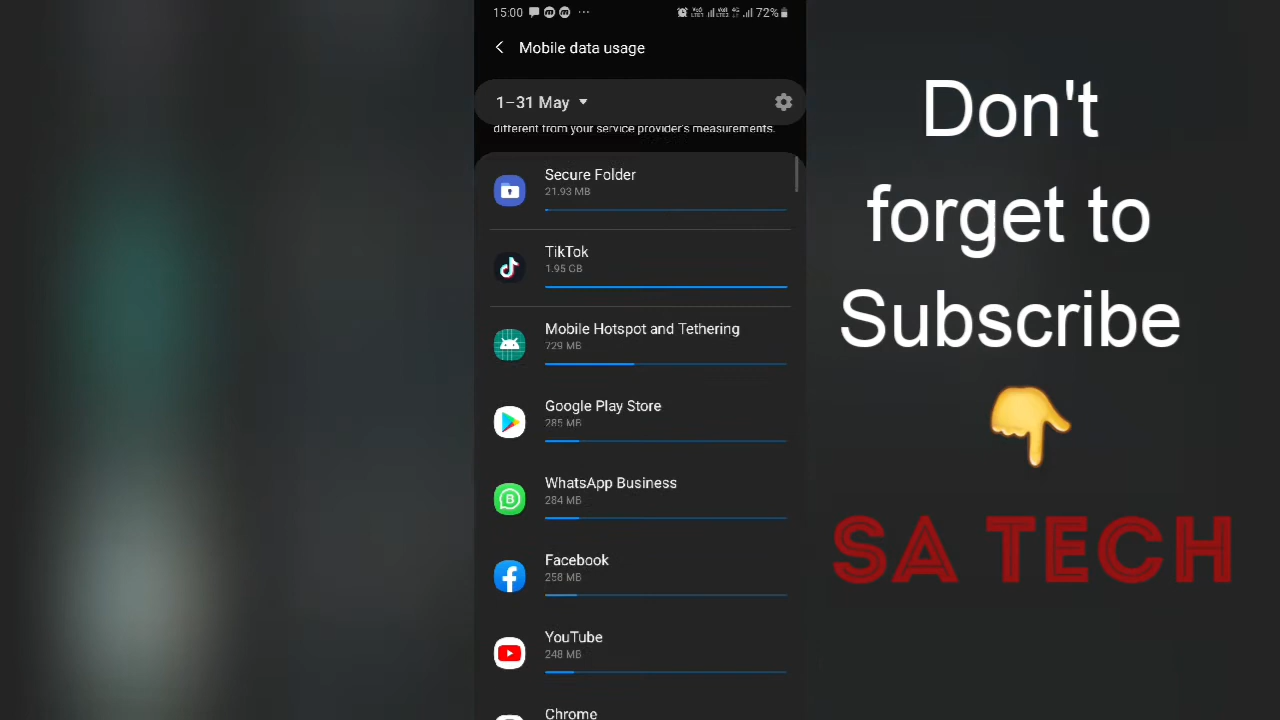 15:00 ... 72%
Mobile data usage
1–31 May
different from your service provider's measurements.
Secure Folder
21.93 MB
TikTok
1.95 GB
Mobile Hotspot and Tethering
729 MB
Google Play Store
285 MB
WhatsApp Business
284 MB
Facebook
258 MB
YouTube
248 MB
Chrome
Don't
forget to
Subscribe
SA TECH